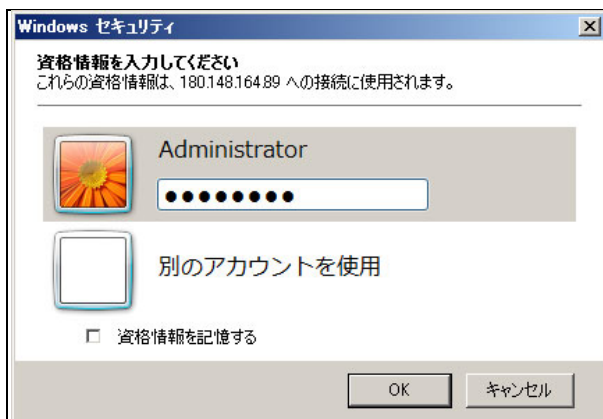 Windows セキュリティ
資格情報を入力してください
これらの資格情報は、180.148.164.89 への接続に使用されます。
Administrator
●●●●●●●●
別のアカウントを使用
資格情報を記憶する
OK
キャンセル